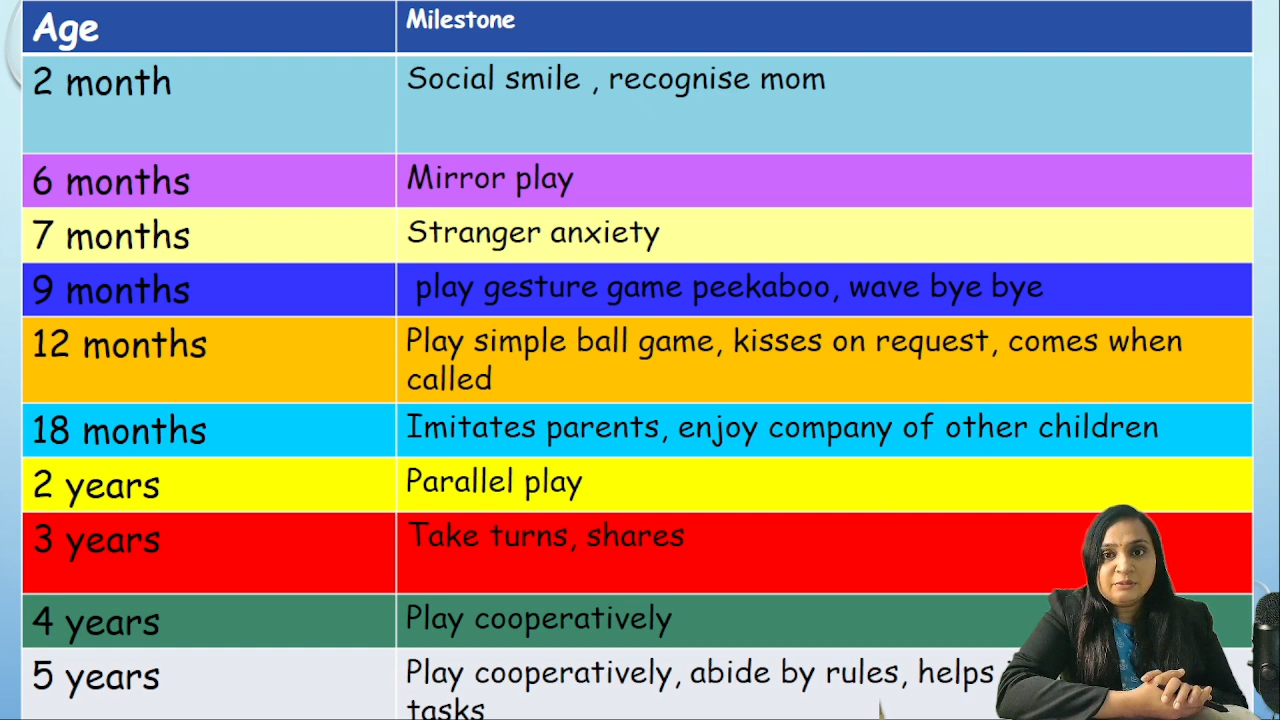 Age
Milestone
2 month
Social smile , recognise mom
6 months
Mirror play
7 months
Stranger anxiety
9 months
play gesture game peekaboo, wave bye bye
12 months
Play simple ball game, kisses on request, comes when
called
18 months
Imitates parents, enjoy company of other children
2 years
Parallel play
3 years
Take turns, shares
4 years
Play cooperatively
5 years
Play cooperatively, abide by rules, helps
tasks